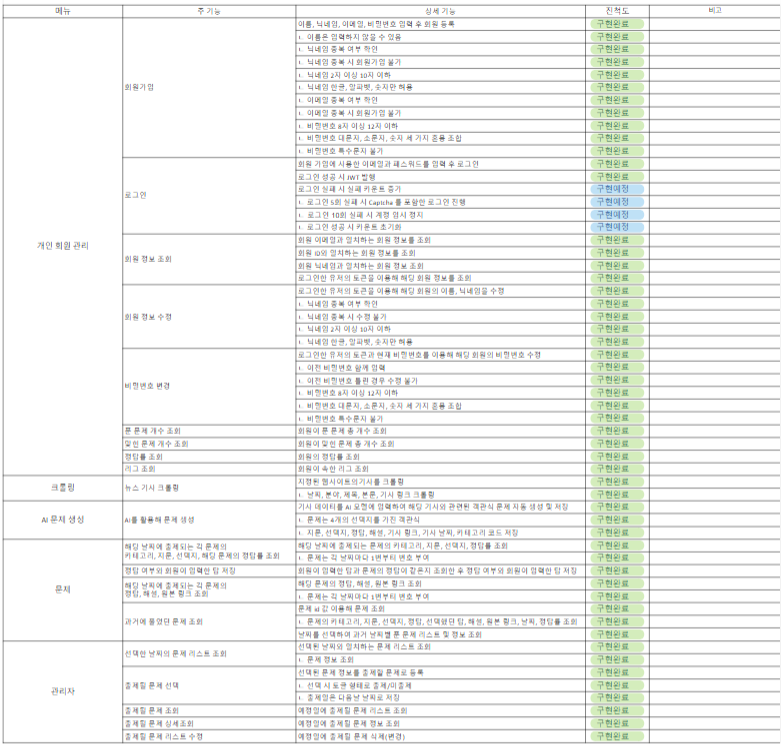 메뉴 주 기능 상세 기능 진척도 비고
개인 회원 관리 회원가입 이름, 닉네임, 이메일, 비밀번호 입력 후 회원 등록 구현완료
ㄴ 이름은 입력하지 않을 수 있음 구현완료
ㄴ 닉네임 중복 여부 확인 구현완료
ㄴ 닉네임 중복 시 회원가입 불가 구현완료
ㄴ 닉네임 2자 이상 10자 이하 구현완료
ㄴ 닉네임 한글, 알파벳, 숫자만 허용 구현완료
ㄴ 이메일 중복 여부 확인 구현완료
ㄴ 이메일 중복 시 회원가입 불가 구현완료
ㄴ 비밀번호 8자 이상 12자 이하 구현완료
ㄴ 비밀번호 대문자, 소문자, 숫자 세 가지 혼용 조합 구현완료
ㄴ 비밀번호 특수문자 불가 구현완료
로그인 회원 가입에 사용한 이메일과 패스워드를 입력 후 로그인 구현완료
로그인 성공 시 JWT 발행 구현완료
로그인 실패 시 실패 카운트 증가 구현예정
ㄴ 로그인 5회 실패 시 Captcha 를 포함한 로그인 진행 구현예정
ㄴ 로그인 10회 실패 시 계정 임시 정지 구현예정
ㄴ 로그인 성공 시 카운트 초기화 구현예정
회원 정보 조회 회원 이메일과 일치하는 회원 정보를 조회 구현완료
회원 ID와 일치하는 회원 정보를 조회 구현완료
회원 닉네임과 일치하는 회원 정보 조회 구현완료
로그인한 유저의 토큰을 이용해 해당 회원 정보를 조회 구현완료
회원 정보 수정 로그인한 유저의 토큰을 이용해 해당 회원의 이름, 닉네임을 수정 구현완료
ㄴ 닉네임 중복 여부 확인 구현완료
ㄴ 닉네임 중복 시 수정 불가 구현완료
ㄴ 닉네임 2자 이상 10자 이하 구현완료
ㄴ 닉네임 한글, 알파벳, 숫자만 허용 구현완료
비밀번호 변경 로그인한 유저의 토큰과 현재 비밀번호를 이용해 해당 회원의 비밀번호 수정 구현완료
ㄴ 이전 비밀번호 함께 입력 구현완료
ㄴ 이전 비밀번호 틀린 경우 수정 불가 구현완료
ㄴ 비밀번호 8자 이상 12자 이하 구현완료
ㄴ 비밀번호 대문자, 소문자, 숫자 세 가지 혼용 조합 구현완료
ㄴ 비밀번호 특수문자 불가 구현완료
푼 문제 개수 조회 회원이 푼 문제 총 개수 조회 구현완료
맞힌 문제 개수 조회 회원이 맞힌 문제 총 개수 조회 구현완료
정답률 조회 회원의 정답률 조회 구현완료
리그 조회 회원이 속한 리그 조회 구현완료
크롤링 뉴스 기사 크롤링 지정된 웹사이트의기사를 크롤링 구현완료
ㄴ 날짜, 분야, 제목, 본문, 기사 링크 크롤링 구현완료
AI 문제 생성 AI를 활용해 문제 생성 기사 데이터를 AI 모델에 입력하여 해당 기사와 관련된 객관식 문제 자동 생성 및 저장 구현완료
ㄴ 문제는 4개의 선택지를 가진 객관식 구현완료
ㄴ 지문, 선택지, 정답, 해설, 기사 링크, 기사 날짜, 카테고리 코드 저장 구현완료
문제 해당 날짜에 출제되는 각 문제의 카테고리, 지문, 선택지, 해당 문제의 정답률 조회 해당 날짜에 출제되는 문제의 카테고리, 지문, 선택지, 정답률 조회 구현완료
ㄴ 문제는 각 날짜마다 1번부터 번호 부여 구현완료
정답 여부와 회원이 입력한 답 저장 회원이 입력한 답과 문제의 정답이 같은지 조회한 후 정답 여부와 회원이 입력한 답 저장 구현완료
해당 날짜에 출제되는 각 문제의 정답, 해설, 원본 링크 조회 해당 문제의 정답, 해설, 원본 링크 조회 구현완료
ㄴ 문제는 각 날짜마다 1번부터 번호 부여 구현완료
과거에 풀었던 문제 조회 문제 id 값 이용해 문제 조회 구현완료
ㄴ 문제의 카테고리, 지문, 선택지, 정답, 선택했던 답, 해설, 원본 링크, 날짜, 정답률 조회 구현완료
날짜를 선택하여 과거 날짜별 푼 문제 리스트 및 정보 조회 구현완료
관리자 선택한 날짜의 문제 리스트 조회 선택된 날짜와 일치하는 문제 리스트 조회 구현완료
ㄴ 문제 정보 조회 구현완료
출제될 문제 선택 선택된 문제 정보를 출제할 문제로 등록 구현완료
ㄴ 선택 시 토글 형태로 출제/미출제 구현완료
ㄴ 출제일은 다음날 날짜로 저장 구현완료
출제될 문제 조회 예정일에 출제될 문제 리스트 조회 구현완료
출제될 문제 상세조회 예정일에 출제될 문제 정보 조회 구현완료
출제될 문제 리스트 수정 예정일에 출제될 문제 삭제(변경) 구현완료